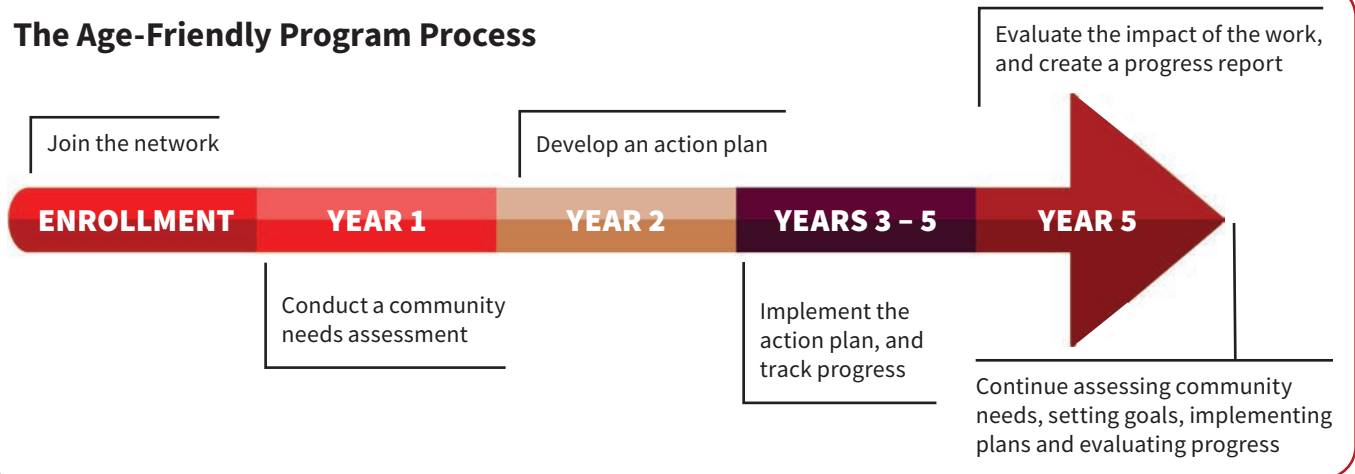 The Age-Friendly Program Process
Join the network
ENROLLMENT
YEAR 1
Conduct a community
needs assessment
Develop an action plan
YEAR 2
YEARS 3 – 5
Implement the
action plan, and
track progress
Evaluate the impact of the work,
and create a progress report
YEAR 5
Continue assessing community
needs, setting goals, implementing
plans and evaluating progress